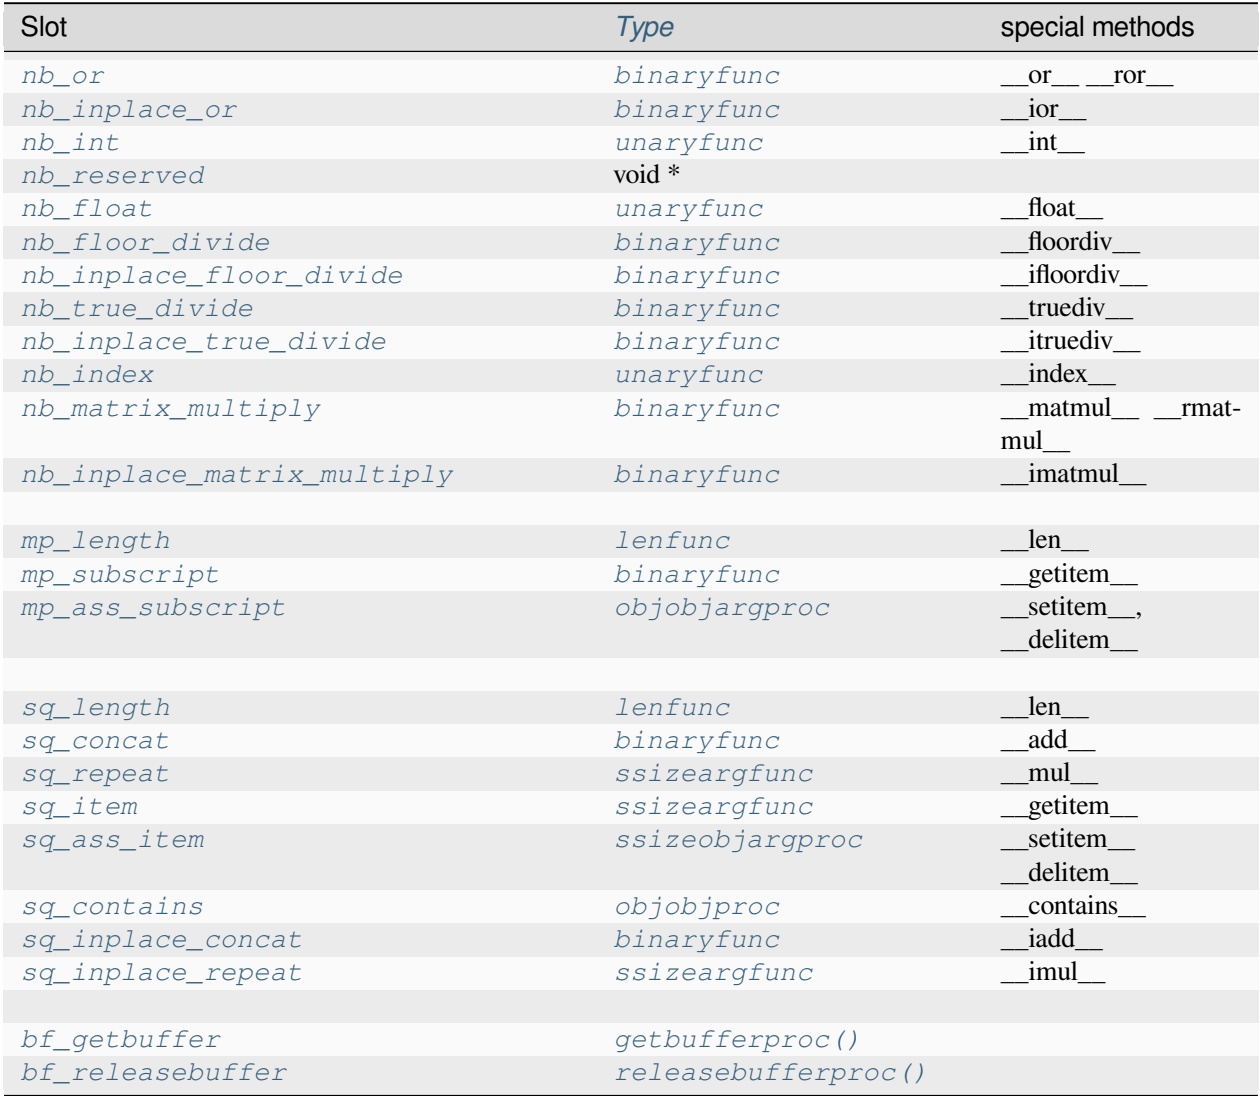 Slot Type special methods
nb_or binaryfunc __or__ __ror__
nb_inplace_or binaryfunc __ior__
nb_int unaryfunc __int__
nb_reserved void *
nb_float unaryfunc __float__
nb_floor_divide binaryfunc __floordiv__
nb_inplace_floor_divide binaryfunc __ifloordiv__
nb_true_divide binaryfunc __truediv__
nb_inplace_true_divide binaryfunc __itruediv__
nb_index unaryfunc __index__
nb_matrix_multiply binaryfunc __matmul__ __rmat-
mul__
nb_inplace_matrix_multiply binaryfunc __imatmul__
mp_length lenfunc __len__
mp_subscript binaryfunc __getitem__
mp_ass_subscript objobjargproc __setitem__,
__delitem__
sq_length lenfunc __len__
sq_concat binaryfunc __add__
sq_repeat ssizeargfunc __mul__
sq_item ssizeargfunc __getitem__
sq_ass_item ssizeobjargproc __setitem__
__delitem__
sq_contains objobjproc __contains__
sq_inplace_concat binaryfunc __iadd__
sq_inplace_repeat ssizeargfunc __imul__
bf_getbuffer getbufferproc()
bf_releasebuffer releasebufferproc()